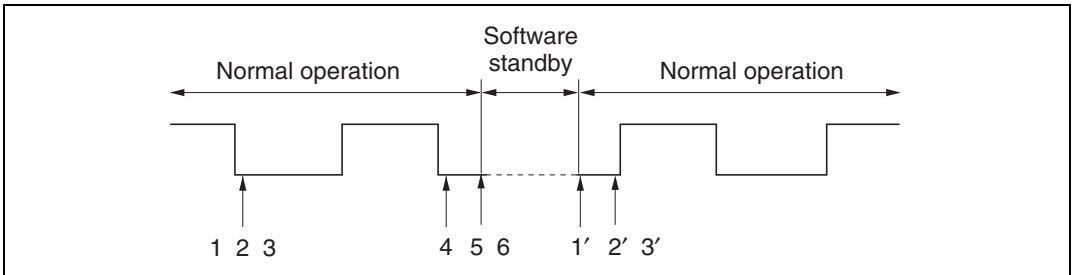 Software
standby
Normal operation
Normal operation
1 2 3
4 5 6
1′ 2′ 3′